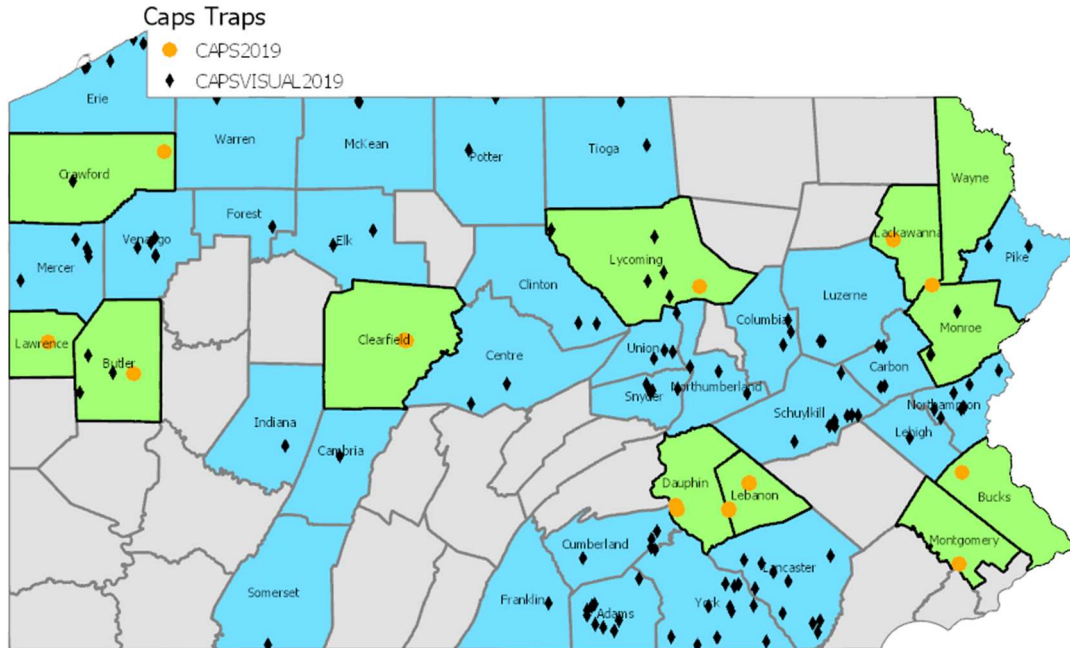 Caps Traps
CAPS2019
CAPSVISUAL2019
Erie
Warren
McKean
Potter
Tioga
Crawford
Wayne
Forest
Venango
Elk
Mercer
Lycoming
Lackawanna
Pike
Clinton
Luzerne
Columbia
Monroe
Lawrence
Butler
Clearfield
Centre
Union
Carbon
Snyder
Northumberland
Northampton
Schuylkill
Lehigh
Indiana
Cambria
Dauphin
Lebanon
Bucks
Montgomery
Cumberland
Lancaster
Somerset
Franklin
Adams
York